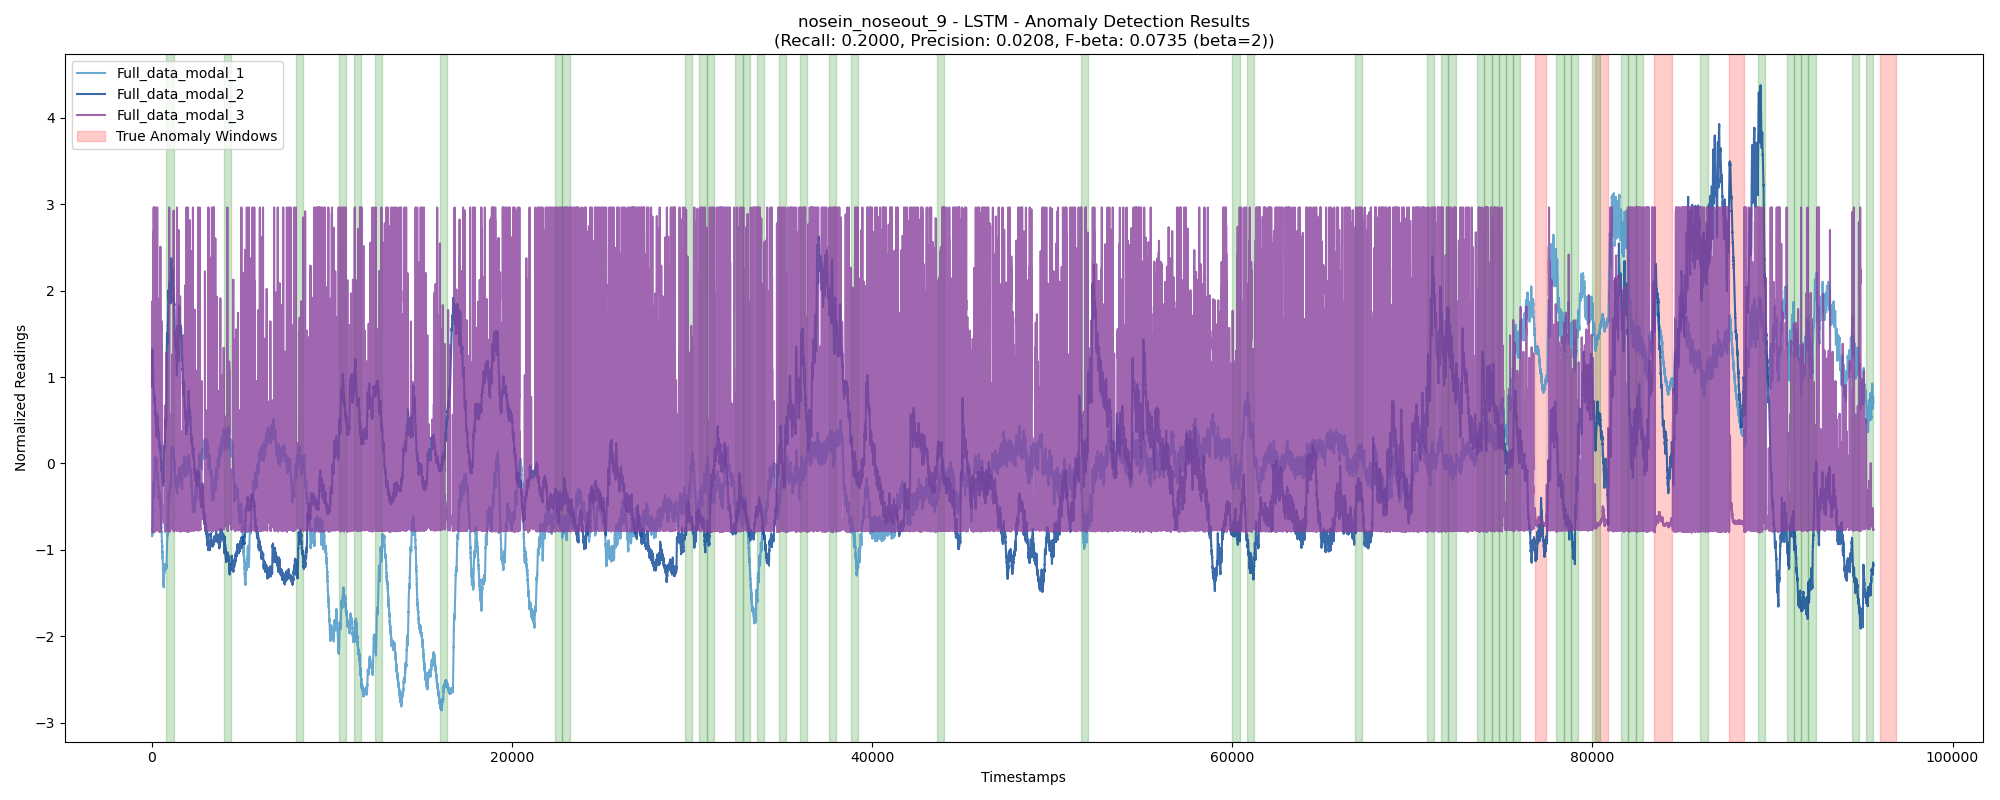 nosein_noseout_9 - LSTM - Anomaly Detection Results
(Recall: 0.2000, Precision: 0.0208, F-beta: 0.0735 (beta=2))
Full_data_modal_1
Full_data_modal_2
Full_data_modal_3
True Anomaly Windows
Normalized Readings
4
3
2
1
0
−1
−2
−3
0 20000 40000 60000 80000 100000
Timestamps